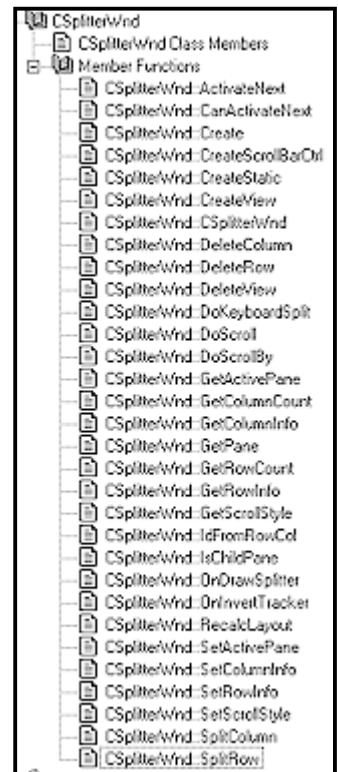 CSplitterWnd
CSplitterWnd Class Members
Member Functions
CSplitterWnd::ActivateNext
CSplitterWnd::CanActivateNext
CSplitterWnd::Create
CSplitterWnd::CreateScrollBarCtrl
CSplitterWnd::CreateStatic
CSplitterWnd::CreateView
CSplitterWnd::CSplitterWnd
CSplitterWnd::DeleteColumn
CSplitterWnd::DeleteRow
CSplitterWnd::DeleteView
CSplitterWnd::DoKeyboardSplit
CSplitterWnd::DoScroll
CSplitterWnd::DoScrollBy
CSplitterWnd::GetActivePane
CSplitterWnd::GetColumnCount
CSplitterWnd::GetColumnInfo
CSplitterWnd::GetPane
CSplitterWnd::GetRowCount
CSplitterWnd::GetRowInfo
CSplitterWnd::GetScrollStyle
CSplitterWnd::IdFromRowCol
CSplitterWnd::IsChildPane
CSplitterWnd::OnDrawSplitter
CSplitterWnd::OnInvertTracker
CSplitterWnd::RecalcLayout
CSplitterWnd::SetActivePane
CSplitterWnd::SetColumnInfo
CSplitterWnd::SetRowInfo
CSplitterWnd::SetScrollStyle
CSplitterWnd::SplitColumn
CSplitterWnd::SplitRow